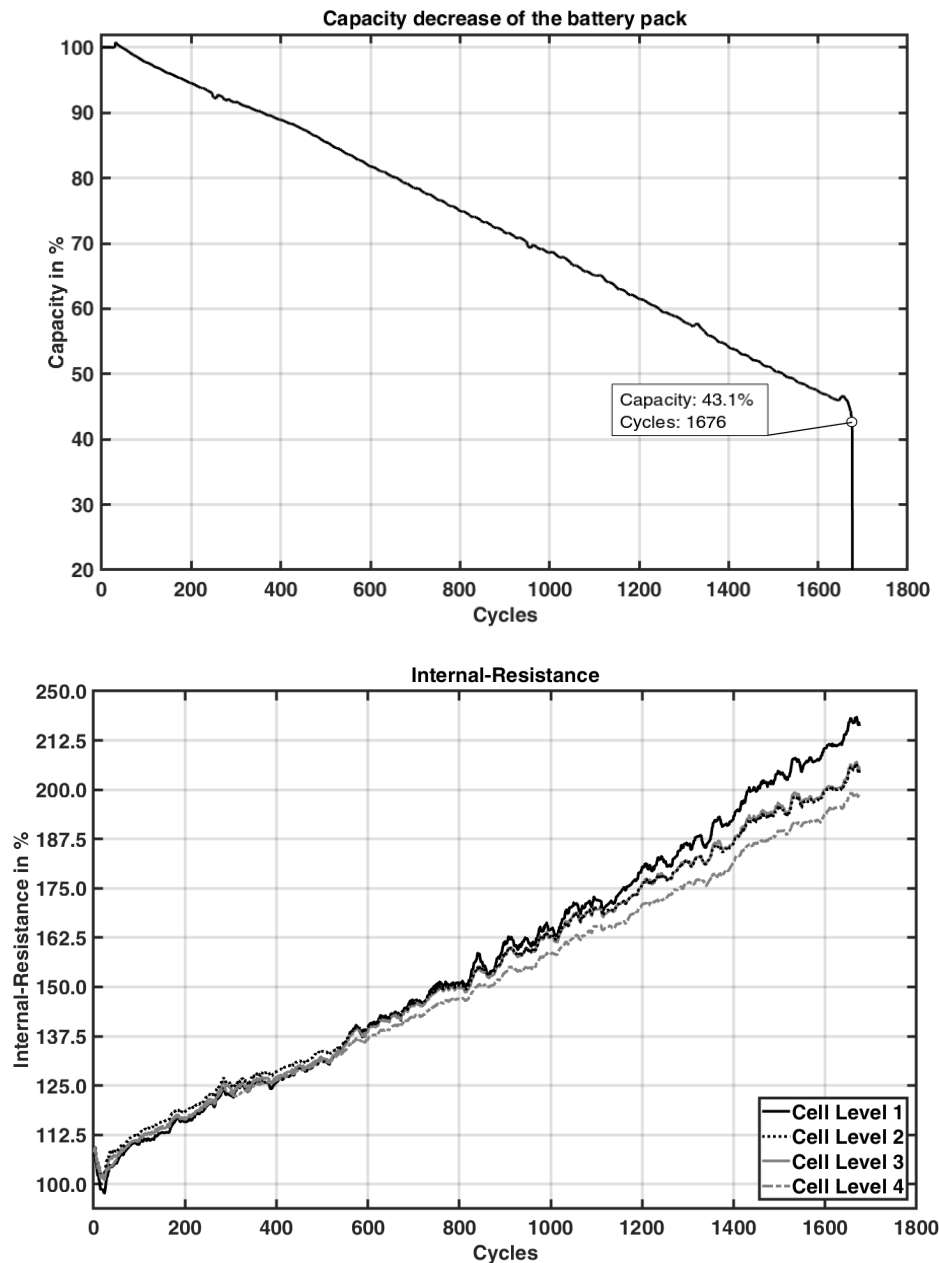 Capacity decrease of the battery pack
100
90
80
70
60
50
40
30
20
Capacity in %
Capacity: 43.1%
Cycles: 1676
0 200 400 600 800 1000 1200 1400 1600 1800
Cycles
Internal-Resistance
250.0
212.5
200.0
187.5
175.0
162.5
150.0
137.5
125.0
112.5
100.0
Internal-Resistance in %
Cell Level 1
Cell Level 2
Cell Level 3
Cell Level 4
0 200 400 600 800 1000 1200 1400 1600 1800
Cycles